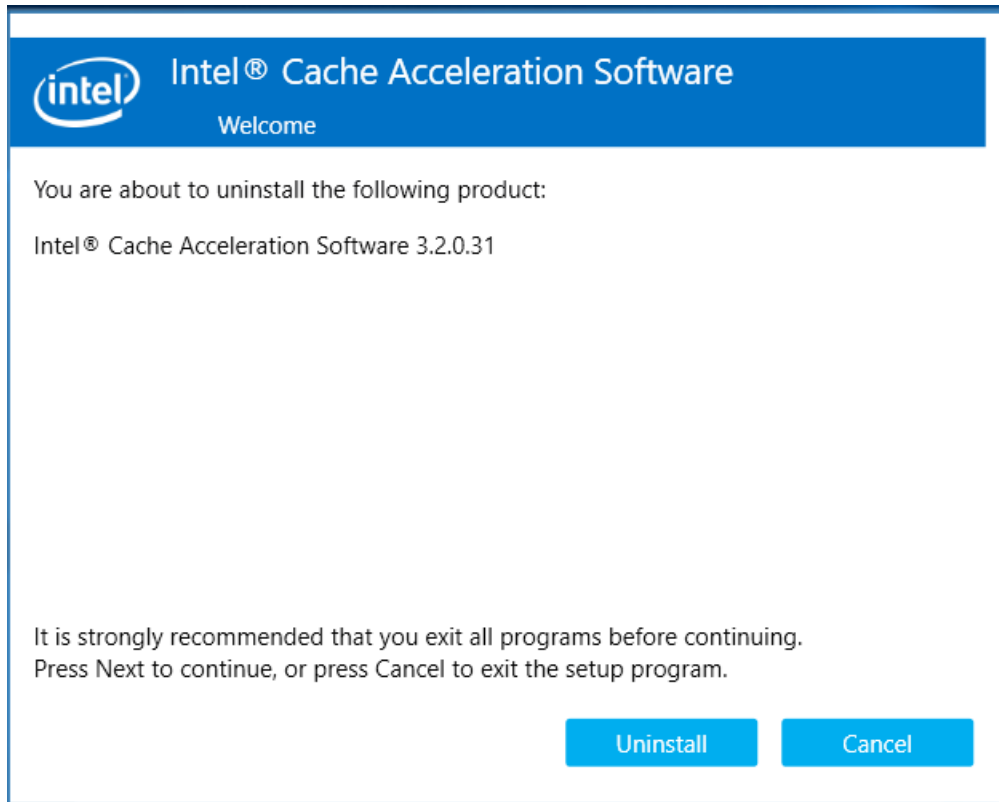 intel
Intel® Cache Acceleration Software
Welcome
You are about to uninstall the following product:
Intel® Cache Acceleration Software 3.2.0.31
It is strongly recommended that you exit all programs before continuing.
Press Next to continue, or press Cancel to exit the setup program.
Uninstall
Cancel